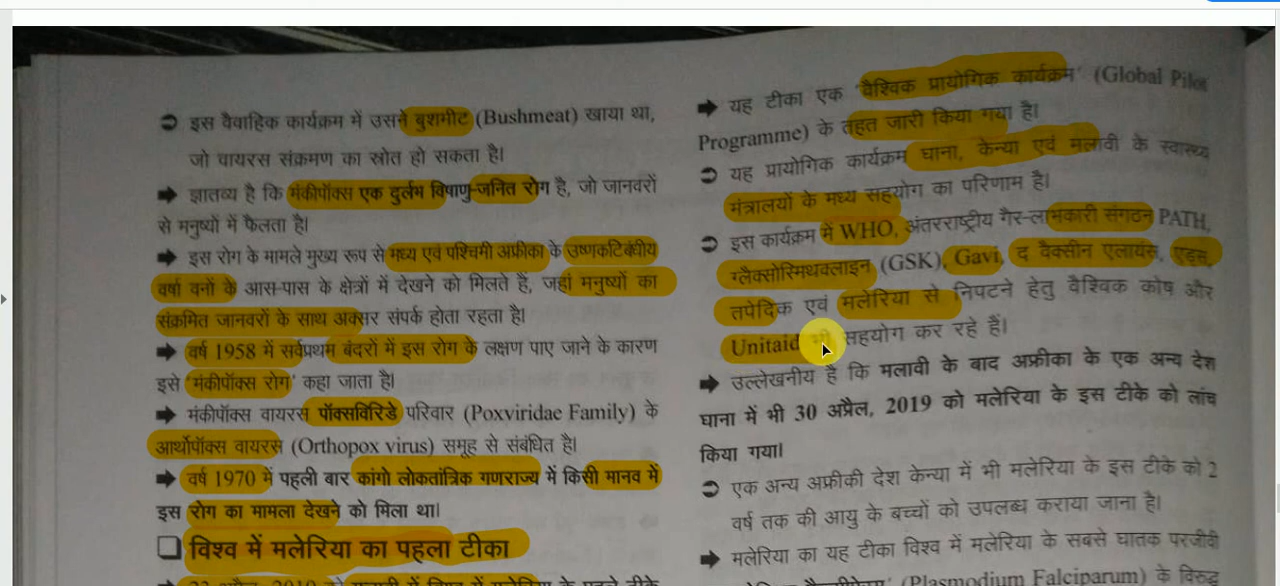 इस वैवाहिक कार्यक्रम में उसने बुशमीट (Bushmeat) खाया था,
जो वायरस संक्रमण का स्रोत हो सकता है।
ज्ञातव्य है कि मंकीपॉक्स एक दुर्लभ विषाणु-जनित रोग है, जो जानवरों
से मनुष्यों में फैलता है।
इस रोग के मामले मुख्य रूप से मध्य एवं पश्चिमी अफ्रीका के उष्णकटिबंधीय
वर्षा वनों के आस-पास के क्षेत्रों में देखने को मिलते हैं, जहां मनुष्यों का
संक्रमित जानवरों के साथ अक्सर संपर्क होता रहता है।
वर्ष 1958 में सर्वप्रथम बंदरों में इस रोग के लक्षण पाए जाने के कारण
इसे 'मंकीपॉक्स रोग' कहा जाता है।
मंकीपॉक्स वायरस पॉक्सविरिडे परिवार (Poxviridae Family) के
आर्थोपॉक्स वायरस (Orthopox virus) समूह से संबंधित है।
वर्ष 1970 में पहली बार कांगो लोकतांत्रिक गणराज्य में किसी मानव में
इस रोग का मामला देखने को मिला था।
विश्व में मलेरिया का पहला टीका
यह टीका एक 'वैश्विक प्रायोगिक कार्यक्रम' (Global Pilot
Programme) के तहत जारी किया गया है।
यह प्रायोगिक कार्यक्रम घाना, केन्या एवं मलावी के स्वास्थ्य
मंत्रालयों के मध्य सहयोग का परिणाम है।
इस कार्यक्रम में WHO, अंतरराष्ट्रीय गैर-लाभकारी संगठन PATH,
ग्लैक्सोस्मिथक्लाइन (GSK), Gavi, द वैक्सीन एलायंस, एड्स,
तपेदिक एवं मलेरिया से निपटने हेतु वैश्विक कोष और
Unitaid भी सहयोग कर रहे हैं।
उल्लेखनीय है कि मलावी के बाद अफ्रीका के एक अन्य देश
घाना में भी 30 अप्रैल, 2019 को मलेरिया के इस टीके को लांच
किया गया।
एक अन्य अफ्रीकी देश केन्या में भी मलेरिया के इस टीके को 2
वर्ष तक की आयु के बच्चों को उपलब्ध कराया जाना है।
मलेरिया का यह टीका विश्व में मलेरिया के सबसे घातक परजीवी
(Plasmodium Falciparum) के विरुद्ध